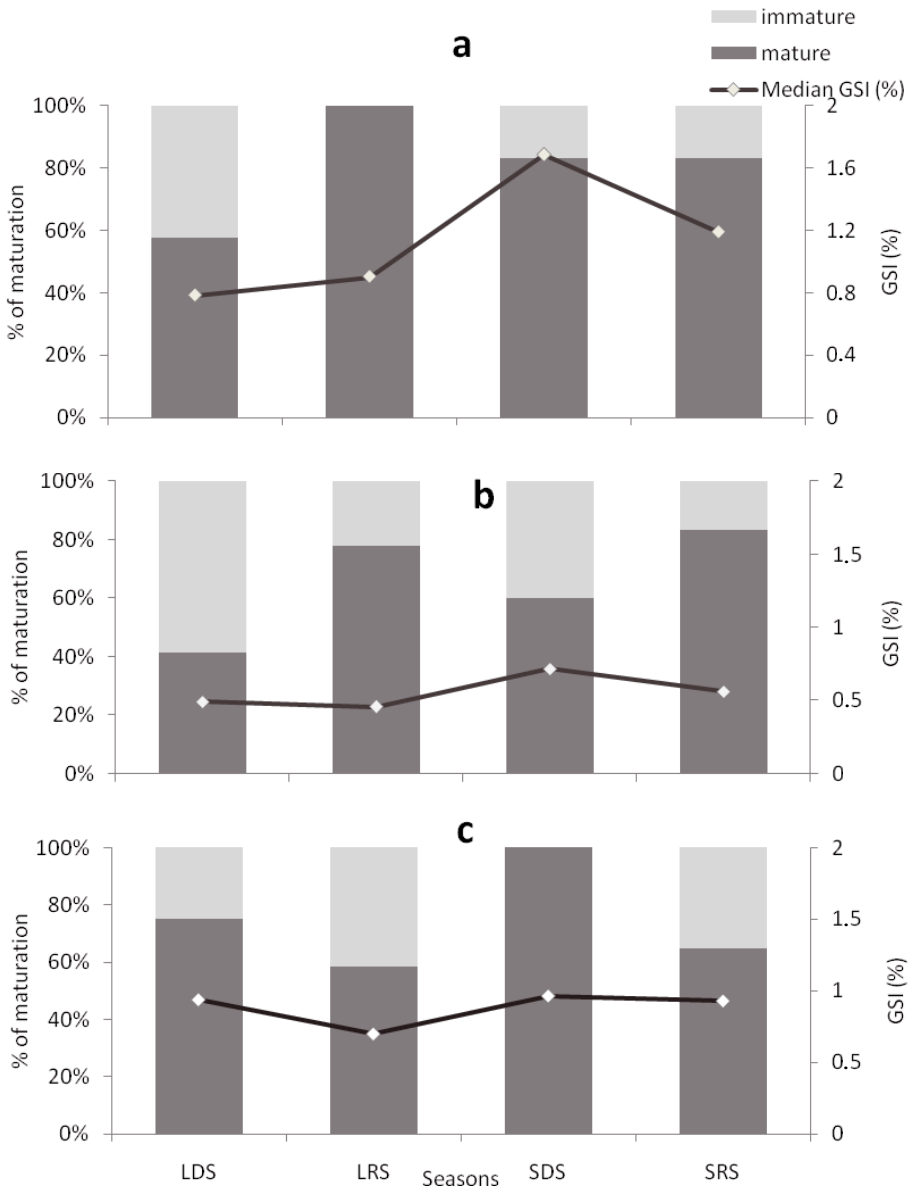 immature
mature
Median GSI (%)
a
% of maturation
100%
80%
60%
40%
20%
0%
2
1.6
1.2
0.8
0.4
0
GSI (%)
b
% of maturation
100%
80%
60%
40%
20%
0%
2
1.5
1
0.5
0
GSI (%)
c
% of maturation
100%
80%
60%
40%
20%
0%
2
1.5
1
0.5
0
GSI (%)
LDS LRS Seasons SDS SRS